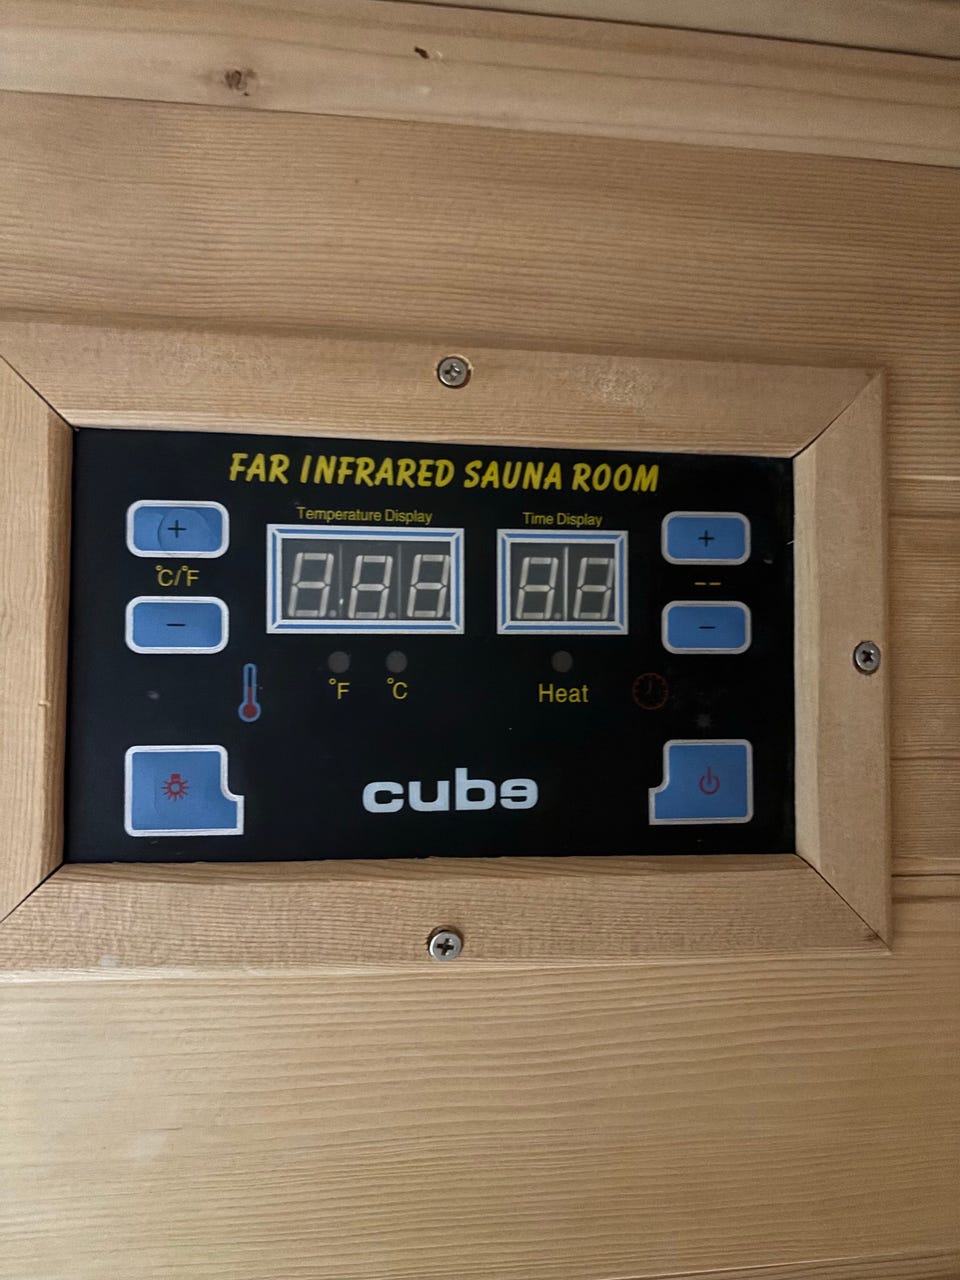 FAR INFRARED SAUNA ROOM
Temperature Display
Time Display
+
+
°C/°F
--
-
-
°F
°C
Heat
cube